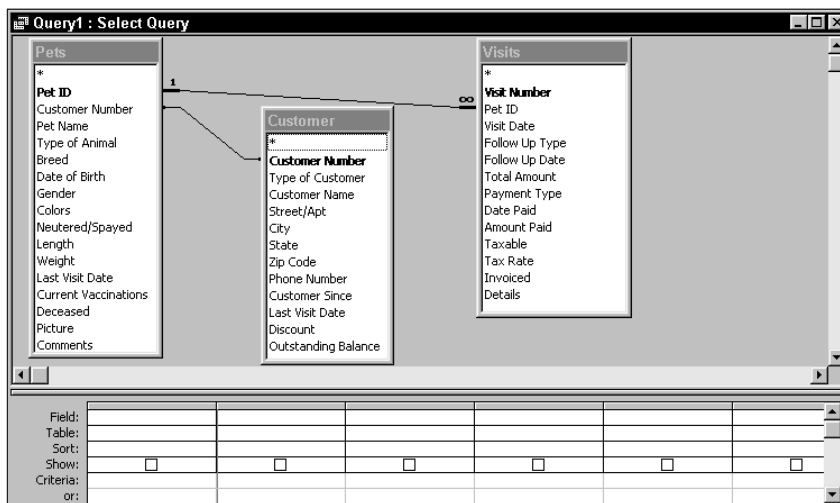 Query1 : Select Query
Pets
*
Pet ID
Customer Number
Pet Name
Type of Animal
Breed
Date of Birth
Gender
Colors
Neutered/Spayed
Length
Weight
Last Visit Date
Current Vaccinations
Deceased
Picture
Comments
1
∞
Customer
*
Customer Number
Type of Customer
Customer Name
Street/Apt
City
State
Zip Code
Phone Number
Customer Since
Last Visit Date
Discount
Outstanding Balance
Visits
*
Visit Number
Pet ID
Visit Date
Follow Up Type
Follow Up Date
Total Amount
Payment Type
Date Paid
Amount Paid
Taxable
Tax Rate
Invoiced
Details
Field:
Table:
Sort:
Show:
Criteria:
or: